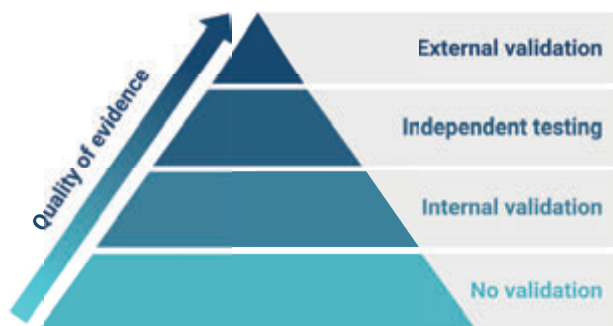 External validation
Independent testing
Internal validation
No validation
Quality of evidence